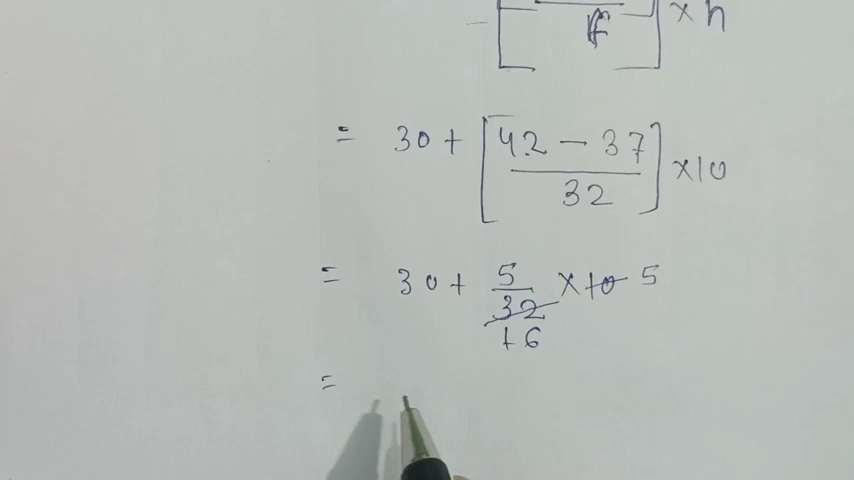 f × h
= 30 + [42 - 37 / 32] × 10
= 30 + 5/32 × 10 5
16
=